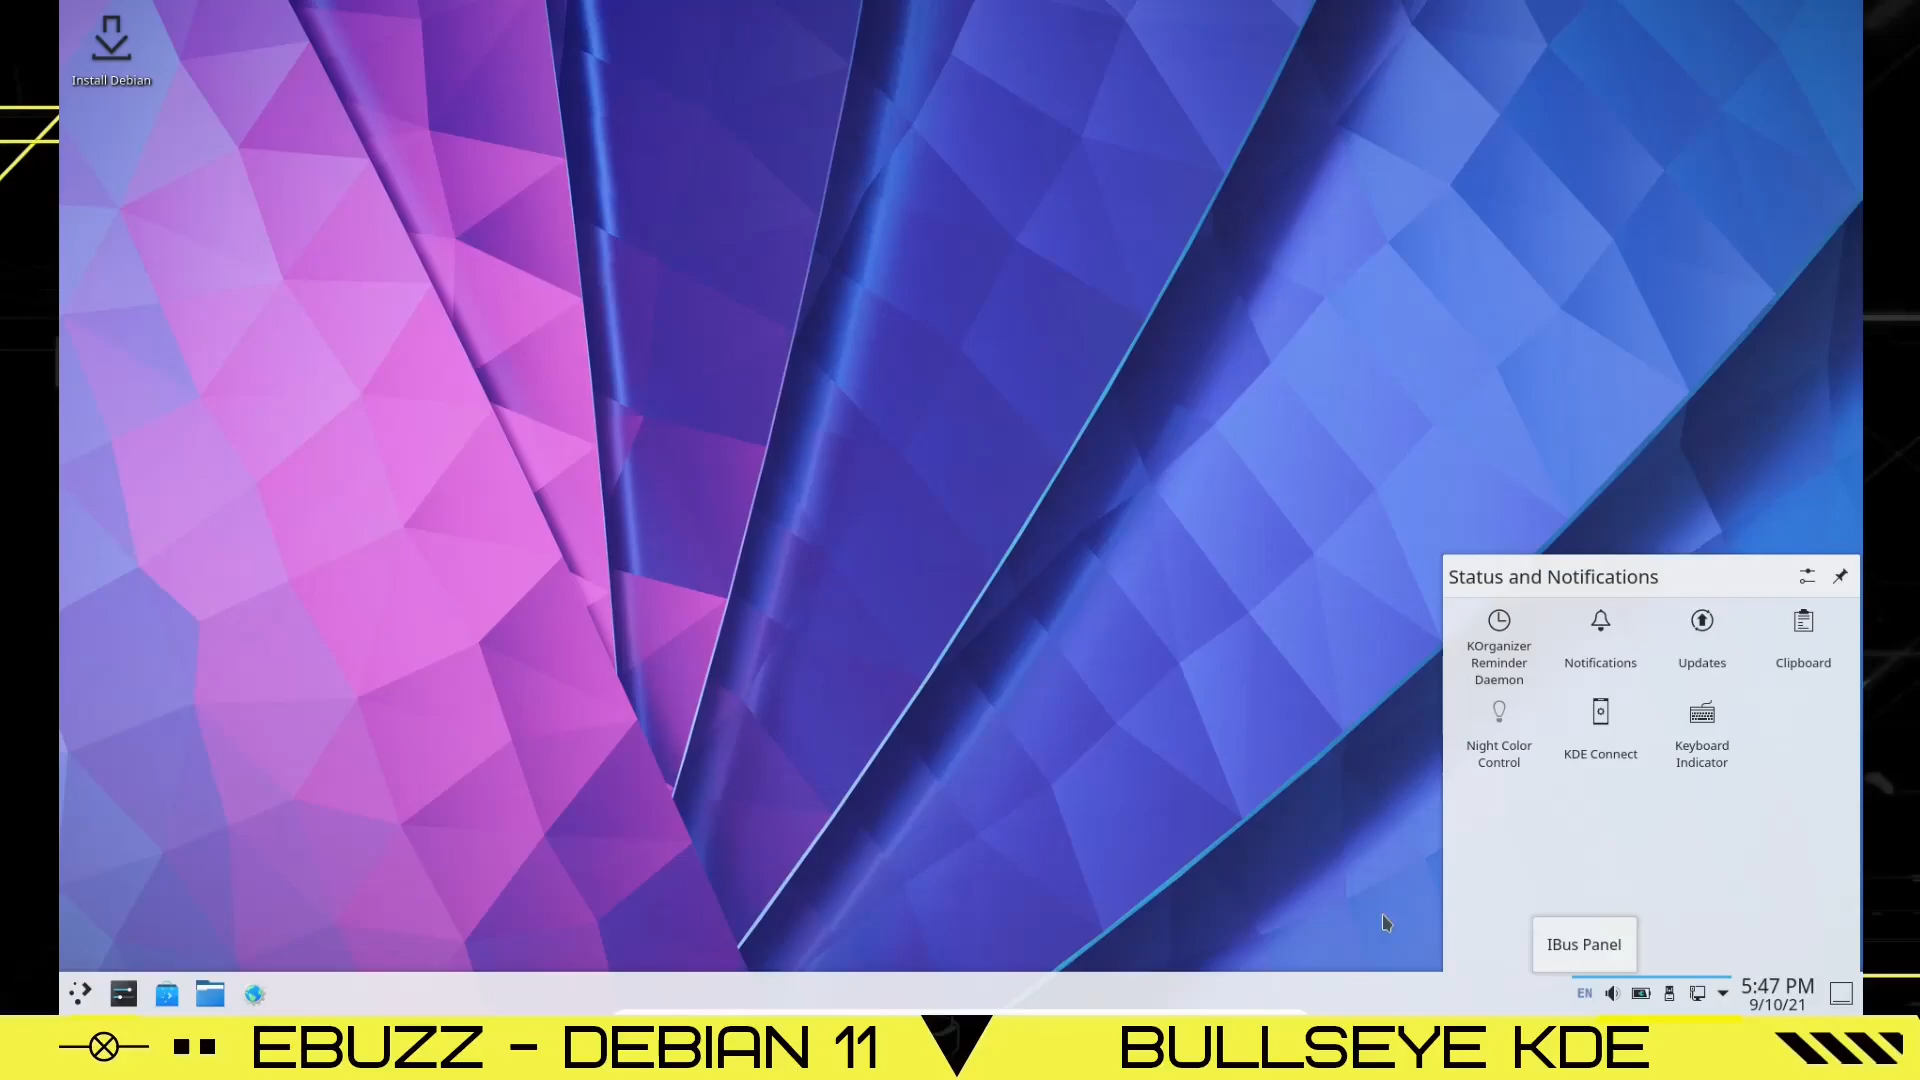 Install Debian
Status and Notifications
KOrganizer
Reminder
Daemon
Notifications
Updates
Clipboard
Night Color
Control
KDE Connect
Keyboard
Indicator
IBus Panel
EN
5:47 PM
9/10/21
EBUZZ - DEBIAN 11
BULLSEYE KDE